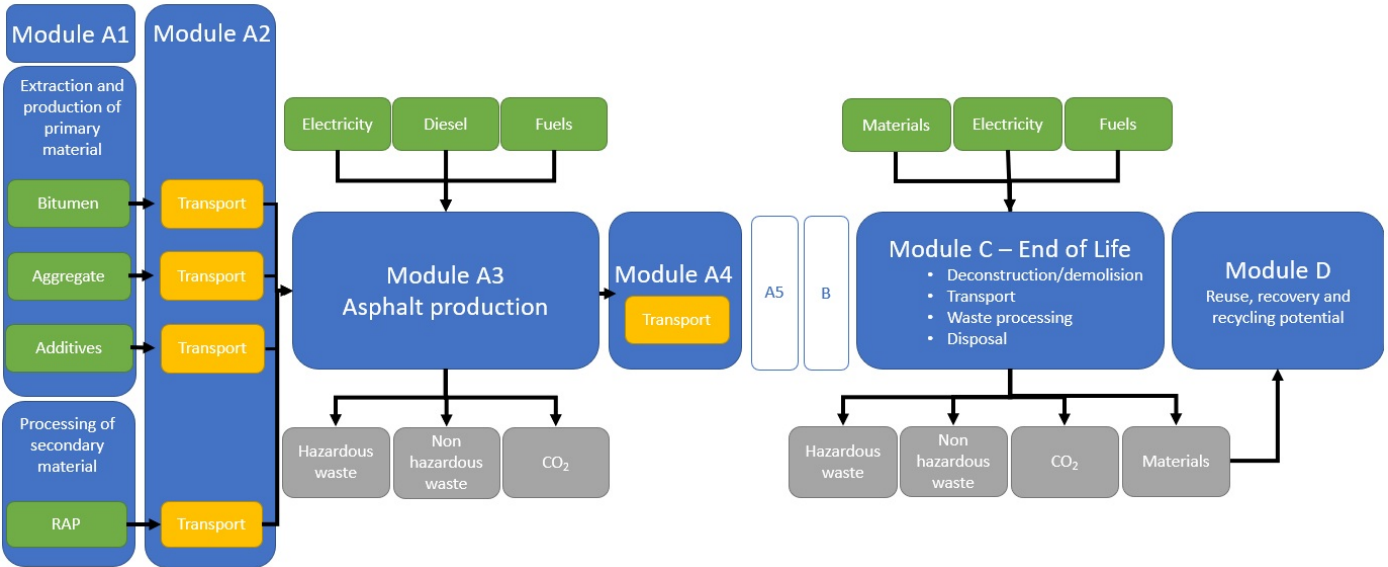 Module A1
Module A2
Extraction and
production of
primary
material
Bitumen
Transport
Aggregate
Transport
Additives
Transport
Processing of
secondary
material
RAP
Transport
Electricity
Diesel
Fuels
Module A3
Asphalt production
Hazardous
waste
Non
hazardous
waste
CO₂
Module A4
Transport
A5
B
Materials
Electricity
Fuels
Module C – End of Life
• Deconstruction/demolision
• Transport
• Waste processing
• Disposal
Hazardous
waste
Non
hazardous
waste
CO₂
Materials
Module D
Reuse, recovery and
recycling potential